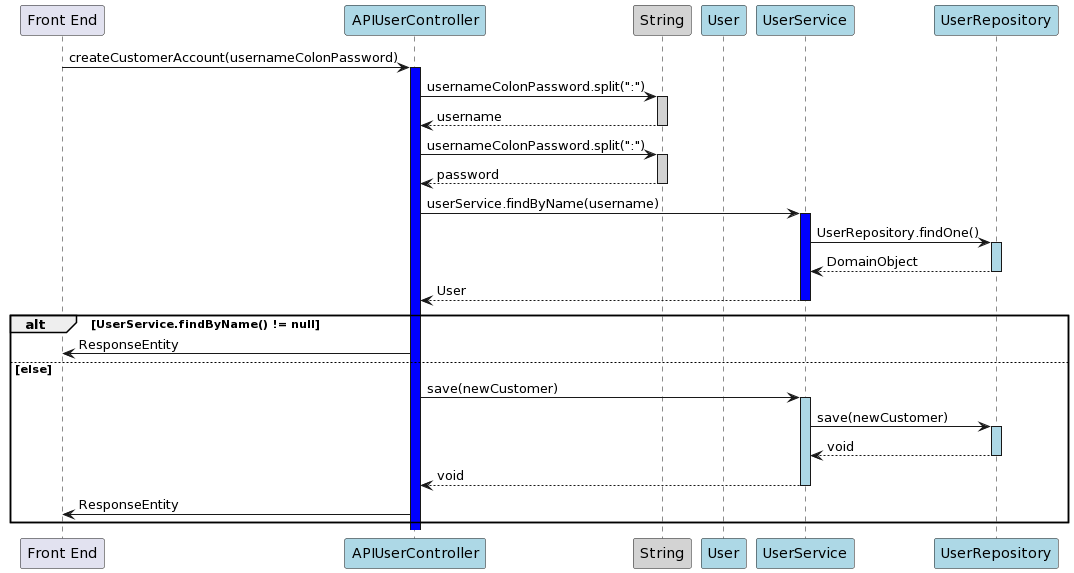 Front End APIUserController String User UserService UserRepository
createCustomerAccount(usernameColonPassword)
usernameColonPassword.split(":")
username
usernameColonPassword.split(":")
password
userService.findByName(username)
UserRepository.findOne()
DomainObject
User
alt [UserService.findByName() != null]
ResponseEntity
[else]
save(newCustomer)
save(newCustomer)
void
void
ResponseEntity
Front End APIUserController String User UserService UserRepository